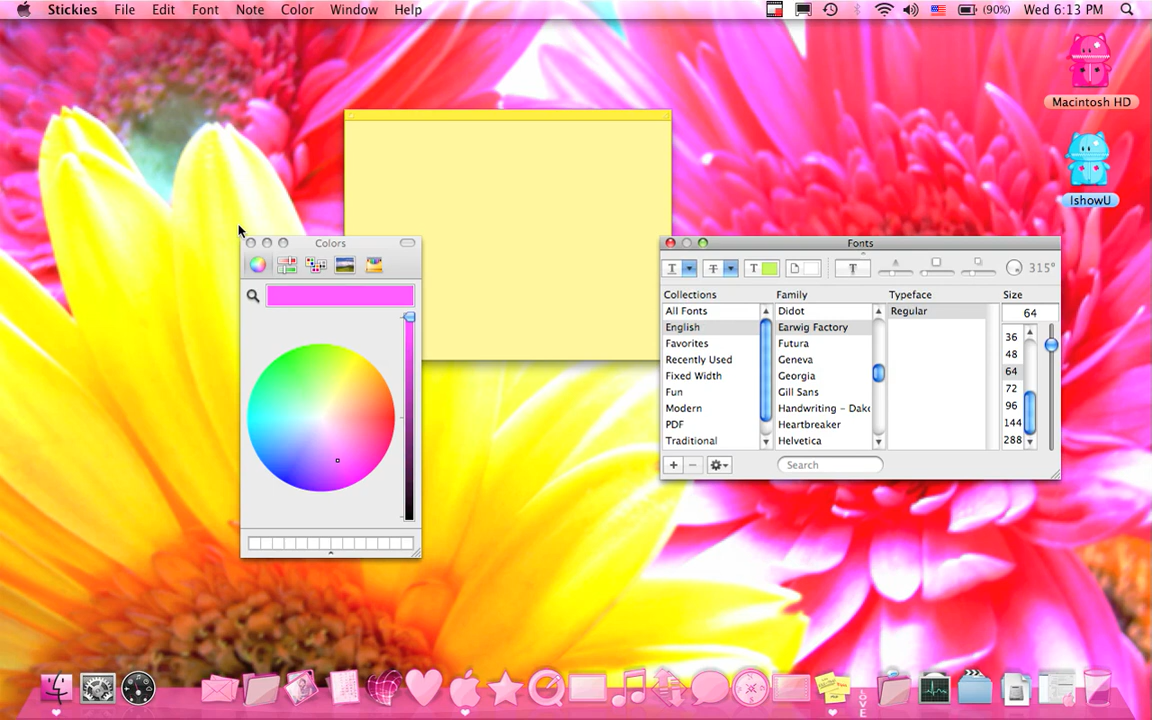 Stickies File Edit Font Note Color Window Help (90%) Wed 6:13 PM
Macintosh HD
IshowU
Colors
Fonts
T T T T 315°
Collections Family Typeface Size
All Fonts Didot Regular 64
English Earwig Factory 36
Favorites Futura 48
Recently Used Geneva 64
Fixed Width Georgia 72
Fun Gill Sans 96
Modern Handwriting – Dako 144
PDF Heartbreaker 288
Traditional Helvetica
Search
LOVE